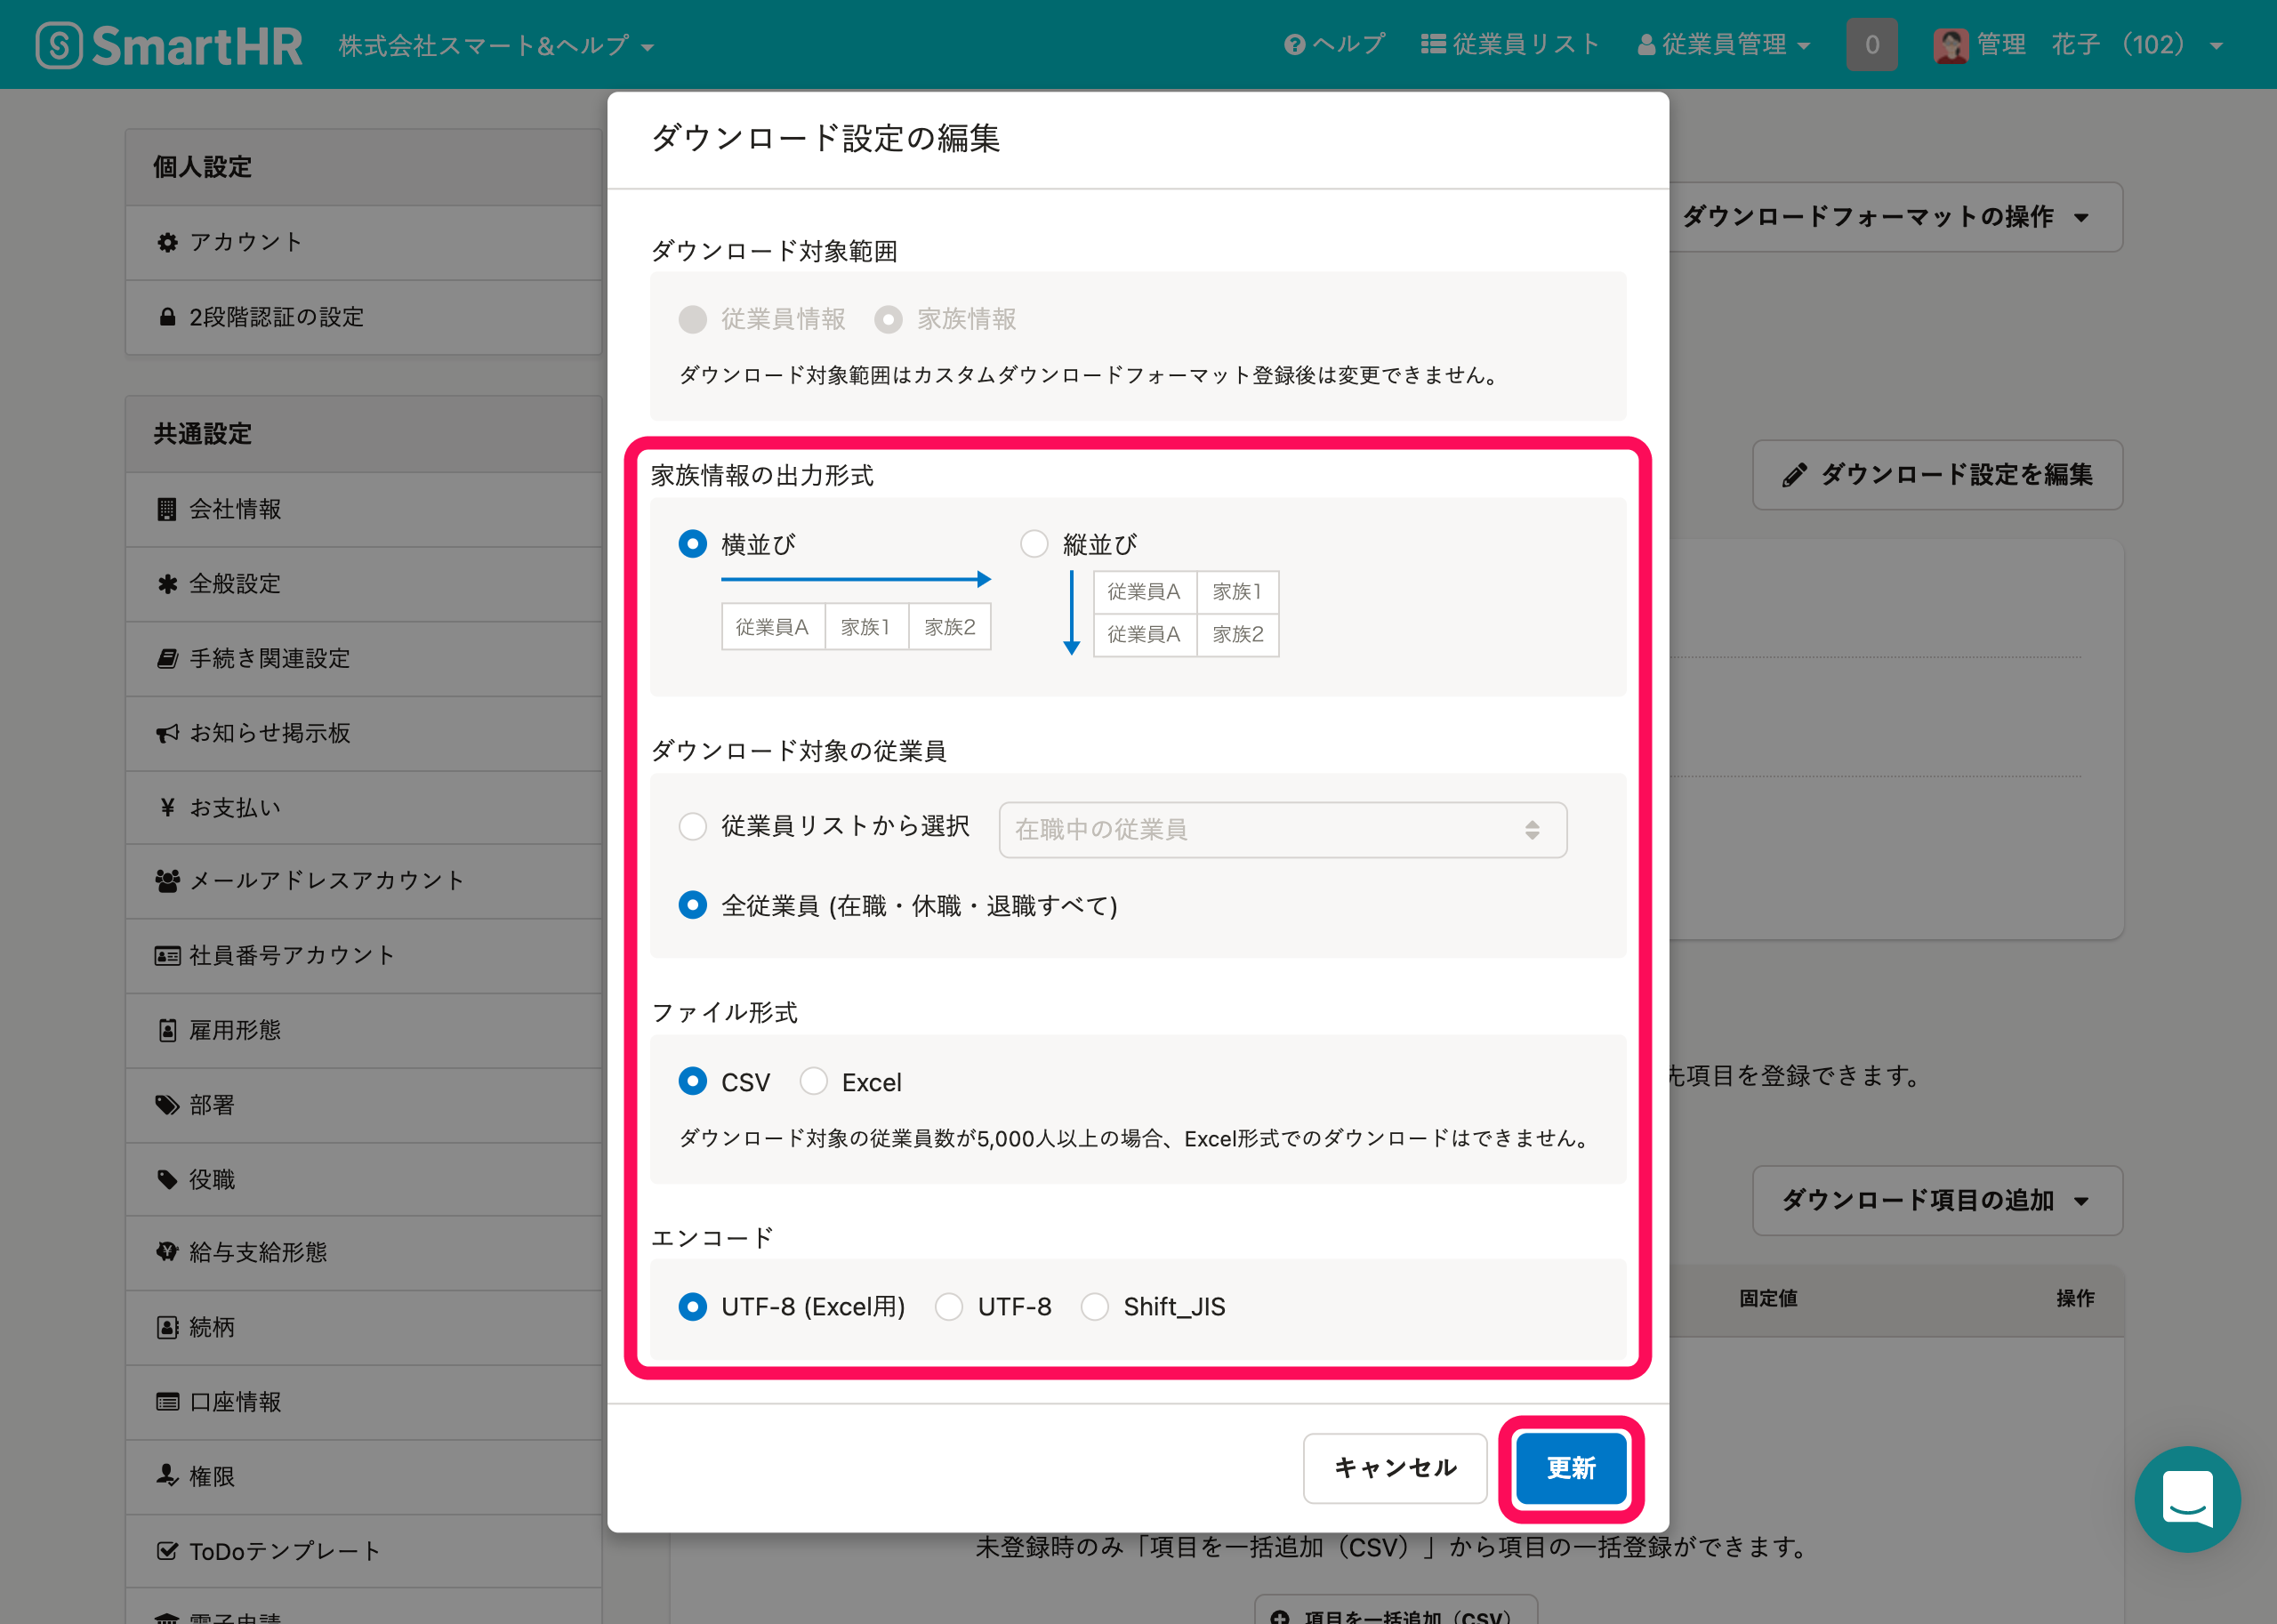 SmartHR 株式会社スマート&ヘルプ ヘルプ 従業員リスト 従業員管理 0 管理 花子 （102）
個人設定
アカウント
2段階認証の設定
共通設定
会社情報
全般設定
手続き関連設定
お知らせ掲示板
¥ お支払い
メールアドレスアカウント
社員番号アカウント
雇用形態
部署
役職
給与支給形態
続柄
口座情報
権限
ToDoテンプレート
電子申請
ダウンロード設定の編集
ダウンロード対象範囲
従業員情報 家族情報
ダウンロード対象範囲はカスタムダウンロードフォーマット登録後は変更できません。
家族情報の出力形式
横並び 縦並び
従業員A 家族1 家族2
従業員A 家族1
従業員A 家族2
ダウンロード対象の従業員
従業員リストから選択 在職中の従業員
全従業員 (在職・休職・退職すべて)
ファイル形式
CSV Excel
ダウンロード対象の従業員数が5,000人以上の場合、Excel形式でのダウンロードはできません。
エンコード
UTF-8 (Excel用) UTF-8 Shift_JIS
キャンセル 更新
ダウンロードフォーマットの操作
ダウンロード設定を編集
先項目を登録できます。
ダウンロード項目の追加
固定値 操作
未登録時のみ「項目を一括追加（CSV）」から項目の一括登録ができます。
項目を一括追加（CSV）